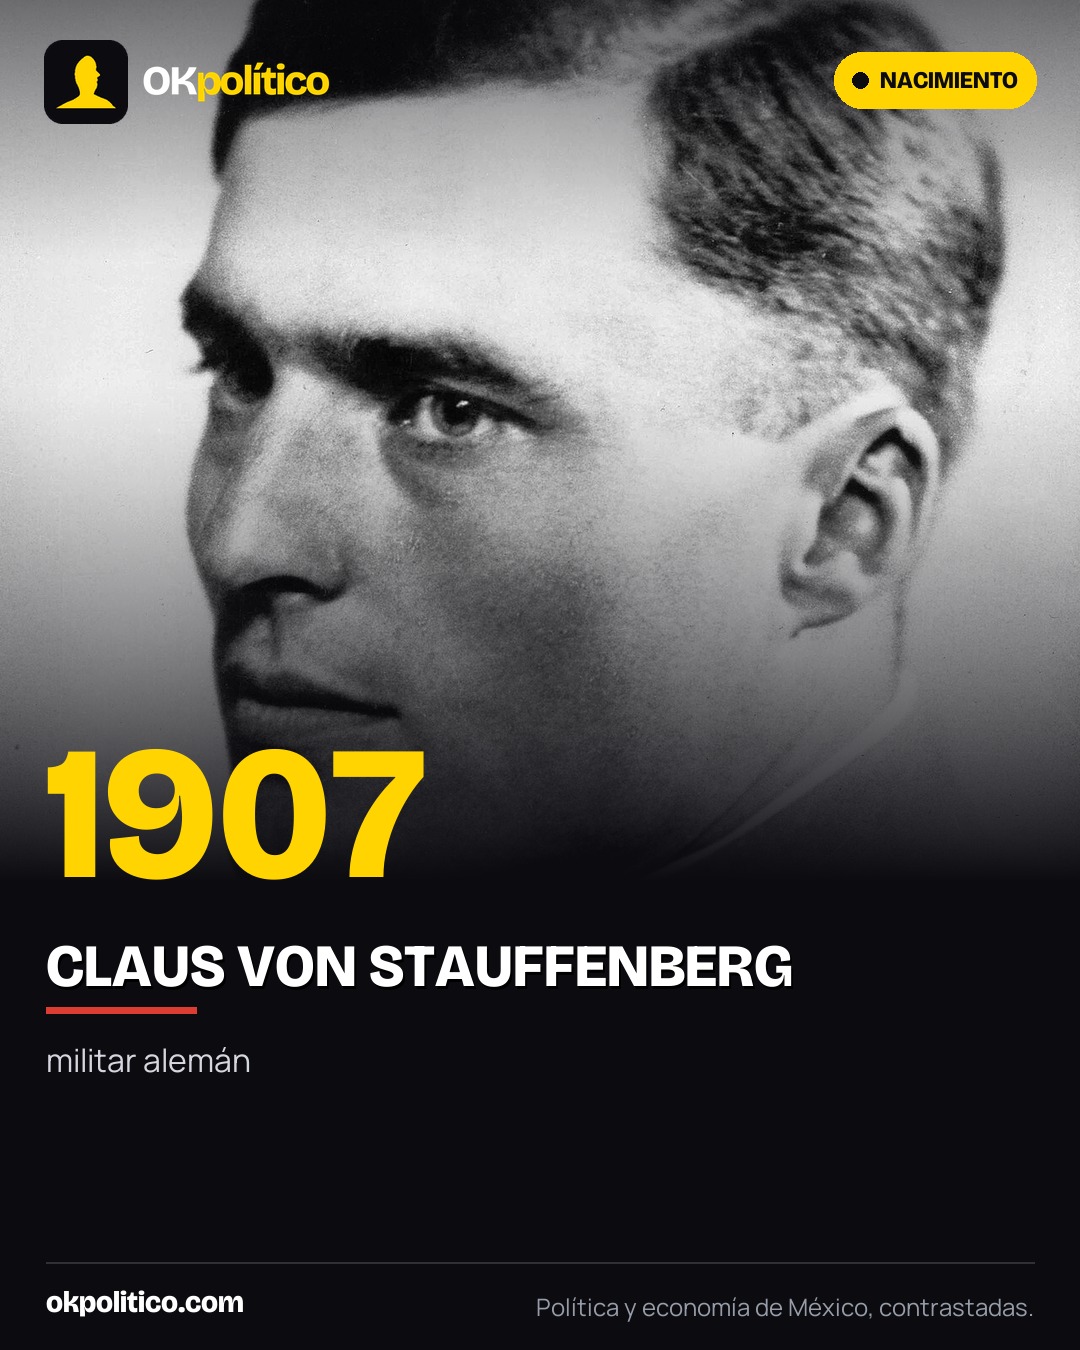 OKpolítico
NACIMIENTO
1907
CLAUS VON STAUFFENBERG
militar alemán
okpolitico.com
Política y economía de México, contrastadas.